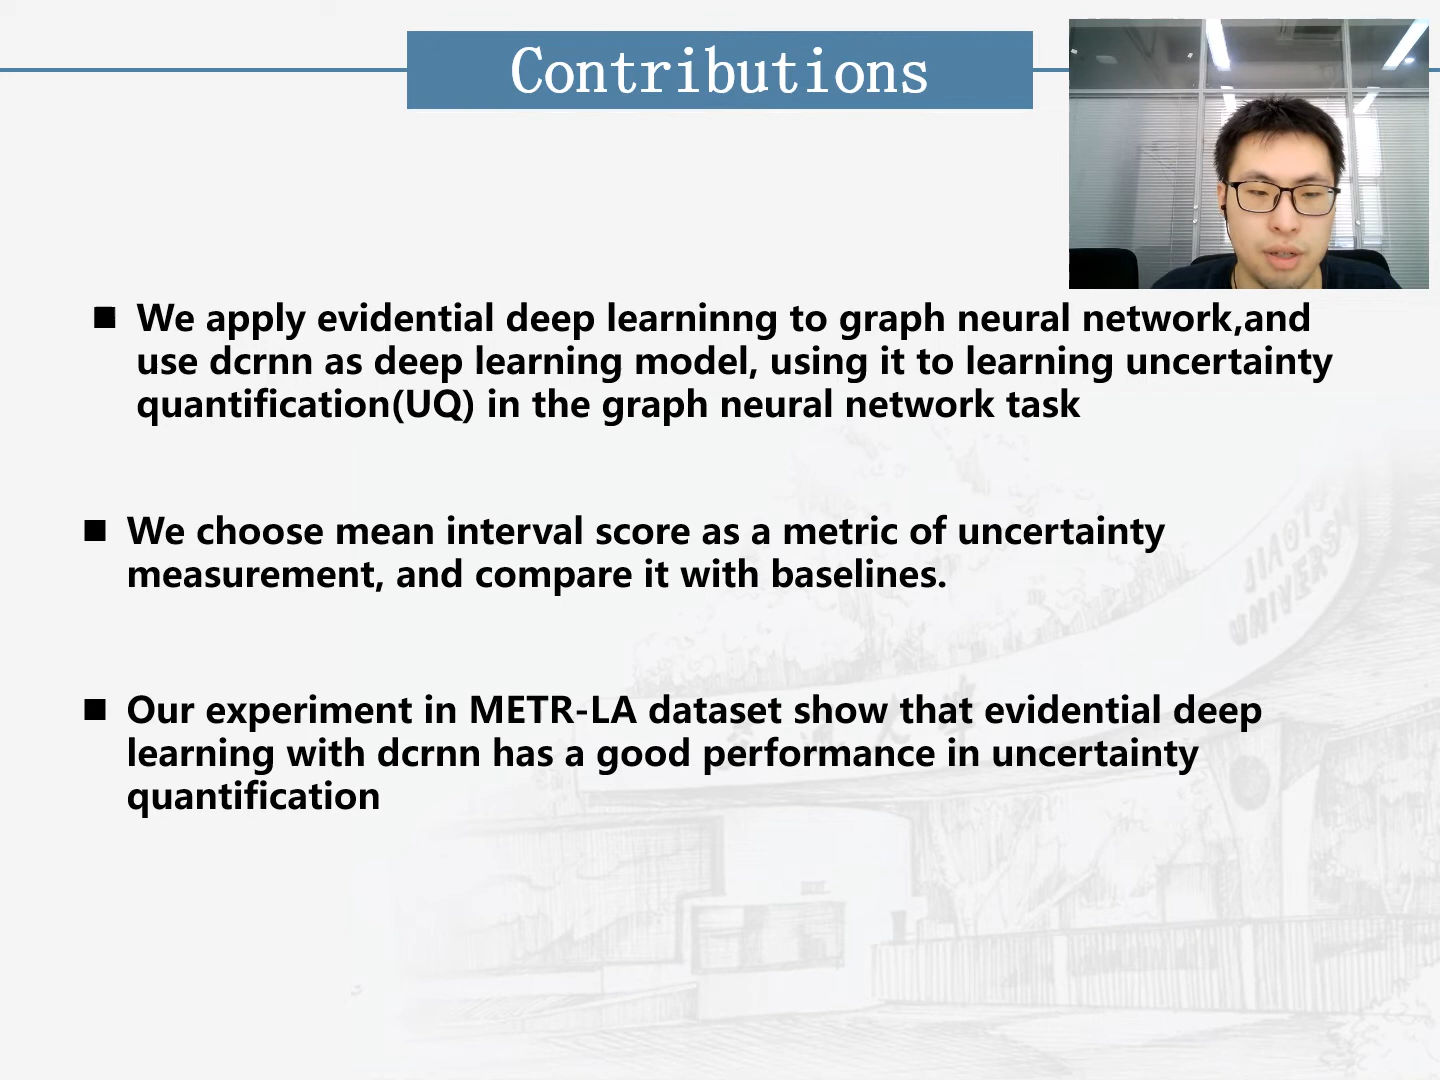 Contributions
■ We apply evidential deep learninng to graph neural network,and
use dcrnn as deep learning model, using it to learning uncertainty
quantification(UQ) in the graph neural network task
■ We choose mean interval score as a metric of uncertainty
measurement, and compare it with baselines.
JIAOTONG
UNIVERSI
■ Our experiment in METR-LA dataset show that evidential deep
learning with dcrnn has a good performance in uncertainty
quantification